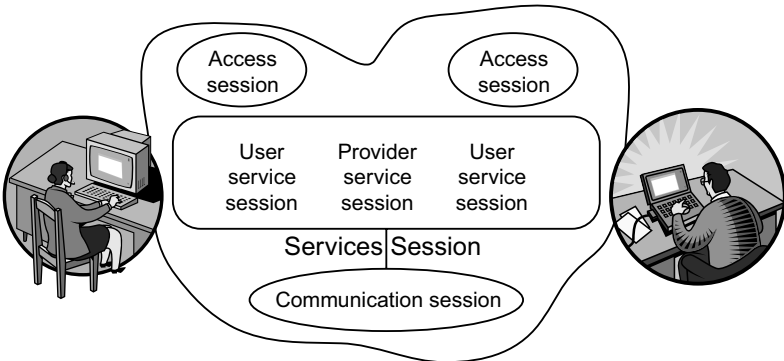 Access
session
Access
session
User
service
session
Provider
service
session
User
service
session
Services Session
Communication session